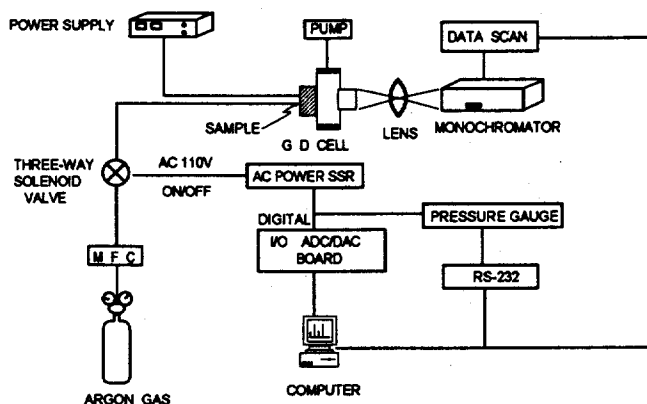 POWER SUPPLY
PUMP
DATA SCAN
SAMPLE
G D CELL
LENS
MONOCHROMATOR
THREE-WAY
SOLENOID
VALVE
AC 110V
ON/OFF
AC POWER SSR
DIGITAL
I/O ADC/DAC
BOARD
PRESSURE GAUGE
M F C
RS-232
COMPUTER
ARGON GAS